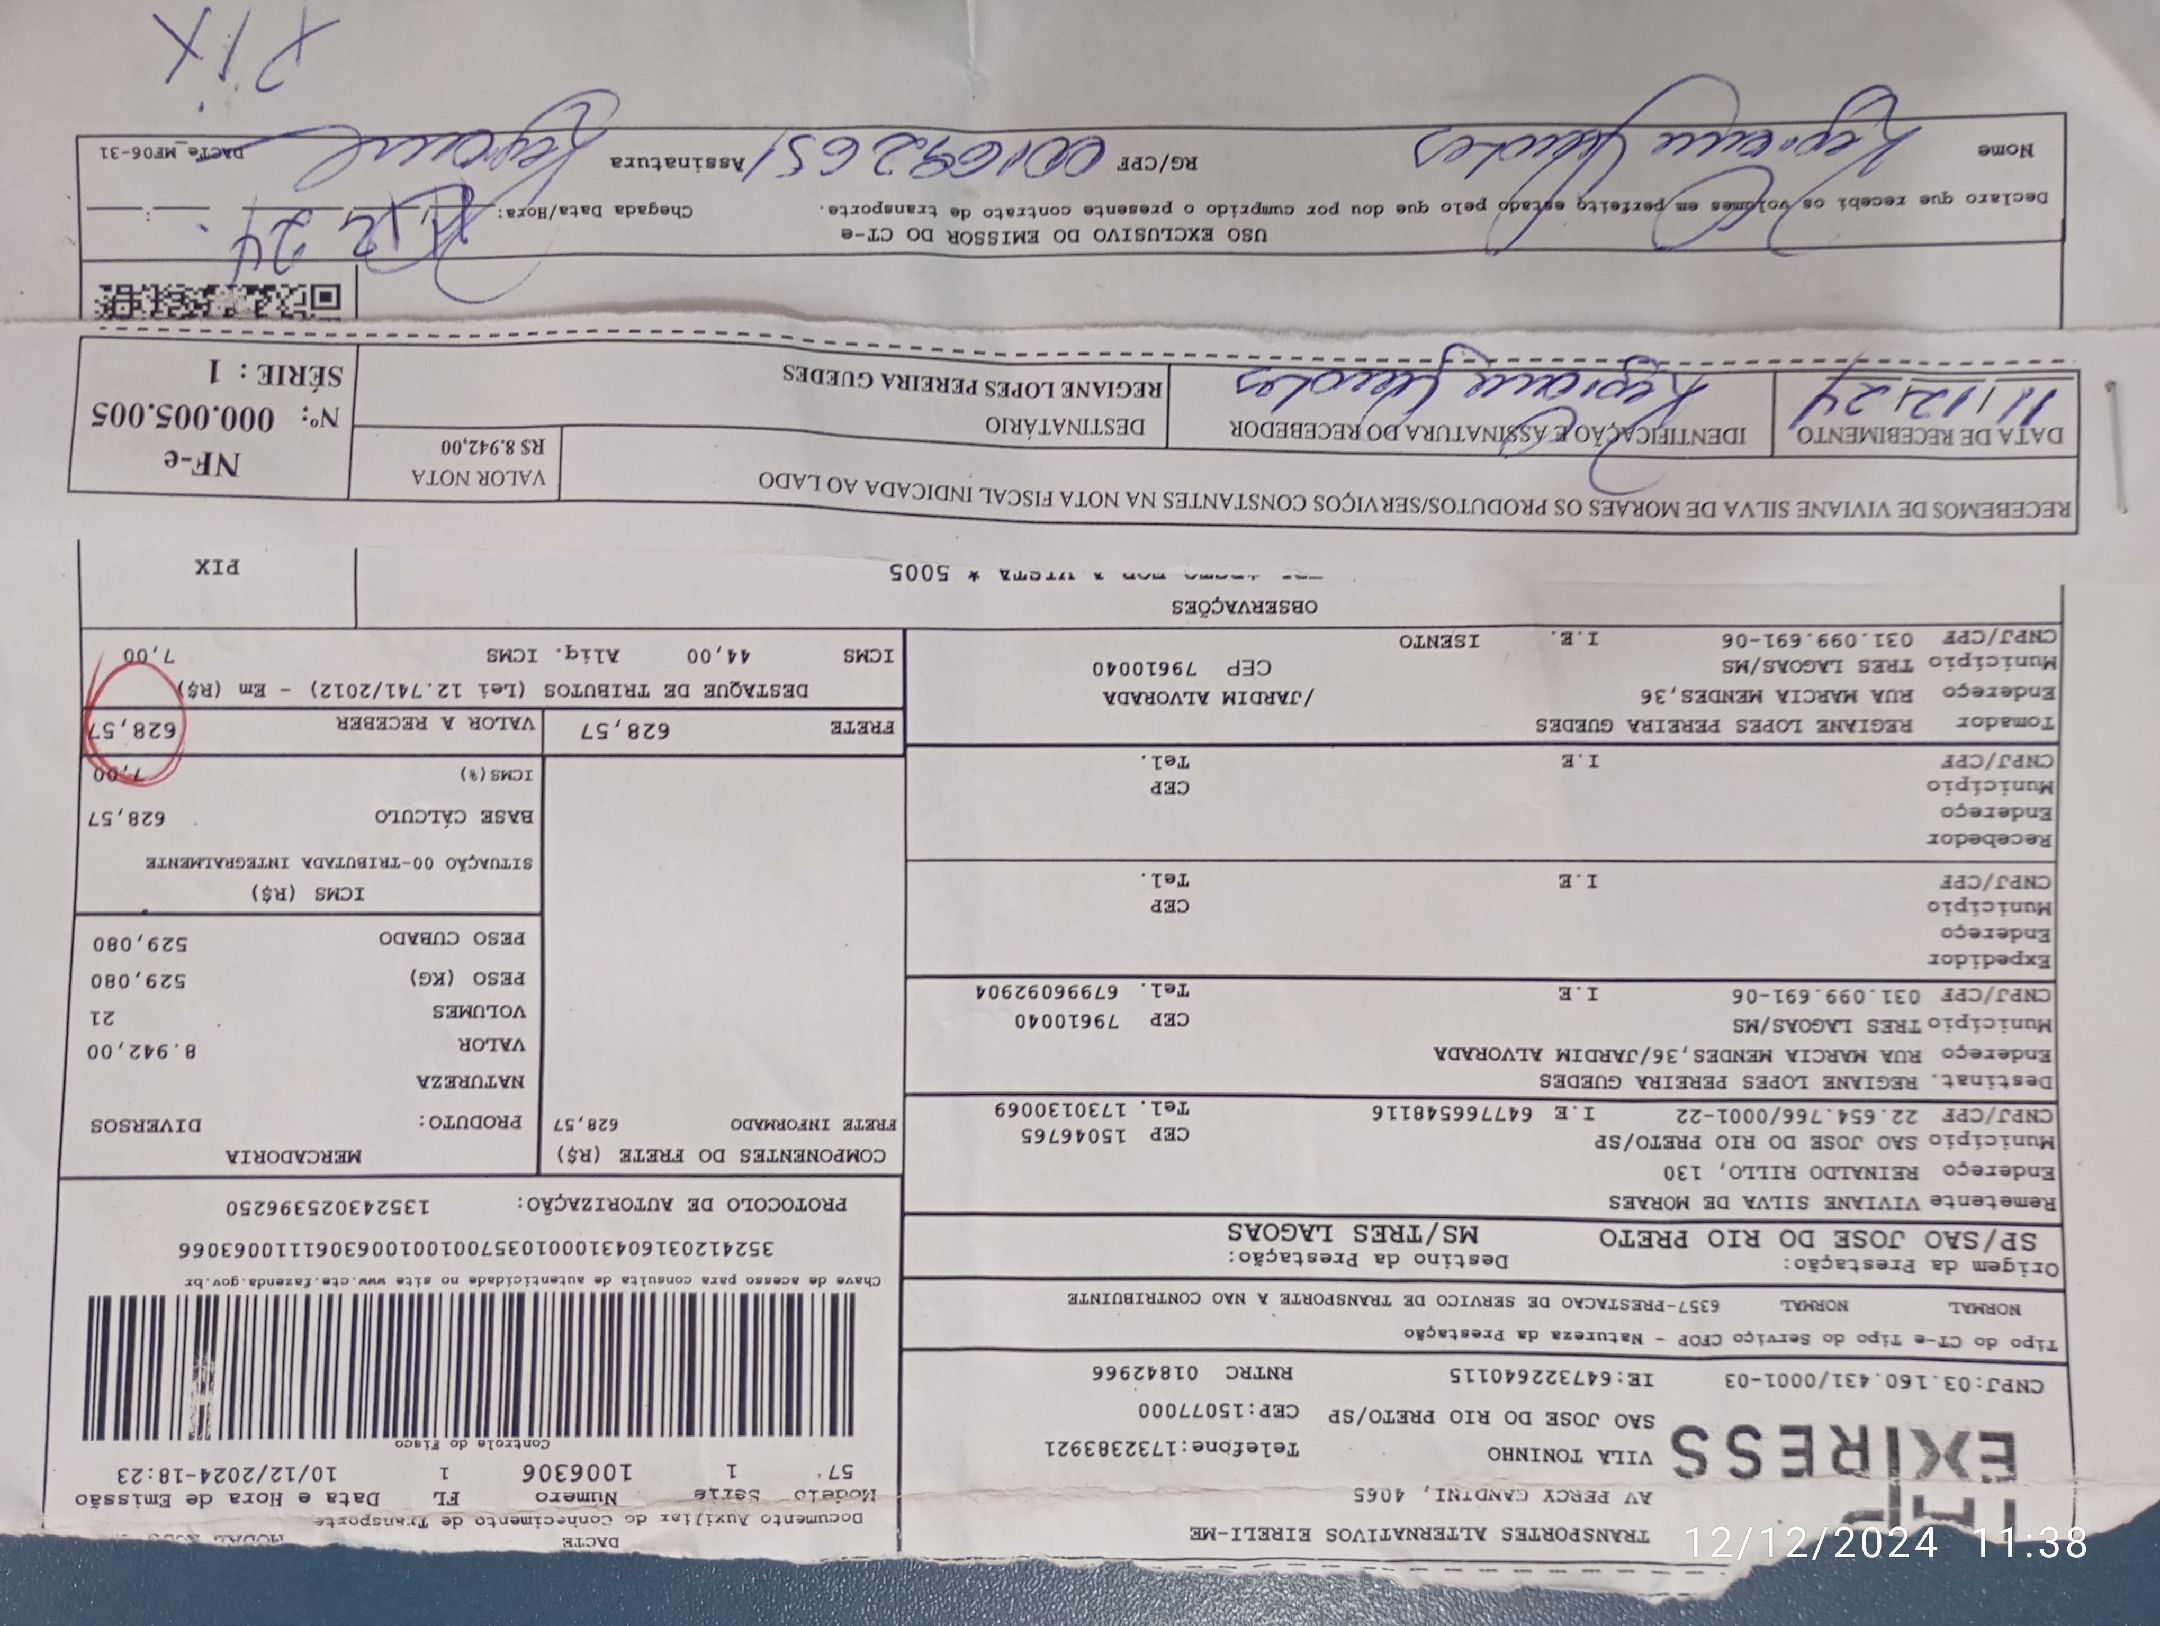 DACTE
Documento Auxiliar do Conhecimento de Transporte
TRANSPORTES ALTERNATIVOS EIRELI-ME
AV PERCY GANDINI, 4065
VILA TONINHO Telefone:1732383921
SAO JOSE DO RIO PRETO/SP CEP:15077000
EXPRESS
CNPJ:03.160.431/0001-03 IE:647322640115 RNTRC 01842966
Modelo Serie Número FL Data e Hora de Emissão
57 1 1006306 1 10/12/2024-18:23
Controle do Fisco
Tipo do CT-e Tipo do Serviço CFOP - Natureza da Prestação
NORMAL NORMAL 6357-PRESTACAO DE SERVICO DE TRANSPORTE A NAO CONTRIBUINTE
Chave de acesso para consulta de autenticidade no site www.cte.fazenda.gov.br
35241203160431000103570010010063061110063066
PROTOCOLO DE AUTORIZAÇÃO: 135243025396250
Origem da Prestação: Destino da Prestação:
SP/SAO JOSE DO RIO PRETO MS/TRES LAGOAS
Remetente VIVIANE SILVA DE MORAES
Endereço REINALDO RILLO, 130
Município SAO JOSE DO RIO PRETO/SP CEP 15046765
CNPJ/CPF 22.654.766/0001-22 I.E 647766548116 Tel. 1730130069
Destinat. REGIANE LOPES PEREIRA GUEDES
Endereço RUA MARCIA MENDES,36/JARDIM ALVORADA
Município TRES LAGOAS/MS CEP 79610040
CNPJ/CPF 031.099.691-06 I.E Tel. 67996092904
Expedidor
Endereço
Município CEP
CNPJ/CPF I.E Tel.
Recebedor
Endereço
Município CEP
CNPJ/CPF I.E Tel.
Tomador REGIANE LOPES PEREIRA GUEDES
Endereço RUA MARCIA MENDES,36 /JARDIM ALVORADA
Município TRES LAGOAS/MS CEP 79610040
CNPJ/CPF 031.099.691-06 I.E. ISENTO
COMPONENTES DO FRETE (R$)
FRETE INFORMADO 628,57
MERCADORIA
PRODUTO: DIVERSOS
NATUREZA
VALOR 8.942,00
VOLUMES 21
PESO (KG) 529,080
PESO CUBADO 529,080
ICMS (R$)
SITUAÇÃO 00-TRIBUTADA INTEGRALMENTE
BASE CÁLCULO 628,57
ICMS(%) 7,00
FRETE 628,57 VALOR A RECEBER 628,57
DESTAQUE DE TRIBUTOS (Lei 12.741/2012) - Em (R$)
ICMS 44,00 Aliq. ICMS 7,00
OBSERVAÇÕES
A VISTA * 5005
PIX
RECEBEMOS DE VIVIANE SILVA DE MORAES OS PRODUTOS/SERVIÇOS CONSTANTES NA NOTA FISCAL INDICADA AO LADO
VALOR NOTA
R$ 8.942,00
NF-e
Nº: 000.005.005
SÉRIE : 1
DATA DE RECEBIMENTO
11/12/24
IDENTIFICAÇÃO E ASSINATURA DO RECEBEDOR
Regiane Guedes
DESTINATÁRIO
REGIANE LOPES PEREIRA GUEDES
USO EXCLUSIVO DO EMISSOR DO CT-e
Declaro que recebi os volumes em perfeito estado pelo que dou por cumprido o presente contrato de transporte. Chegada Data/Hora: 12 24
Nome Regiane Guedes RG/CPF 001692651 Assinatura Regiane
DACTe_MF06-31
Pix
12/12/2024 11:38